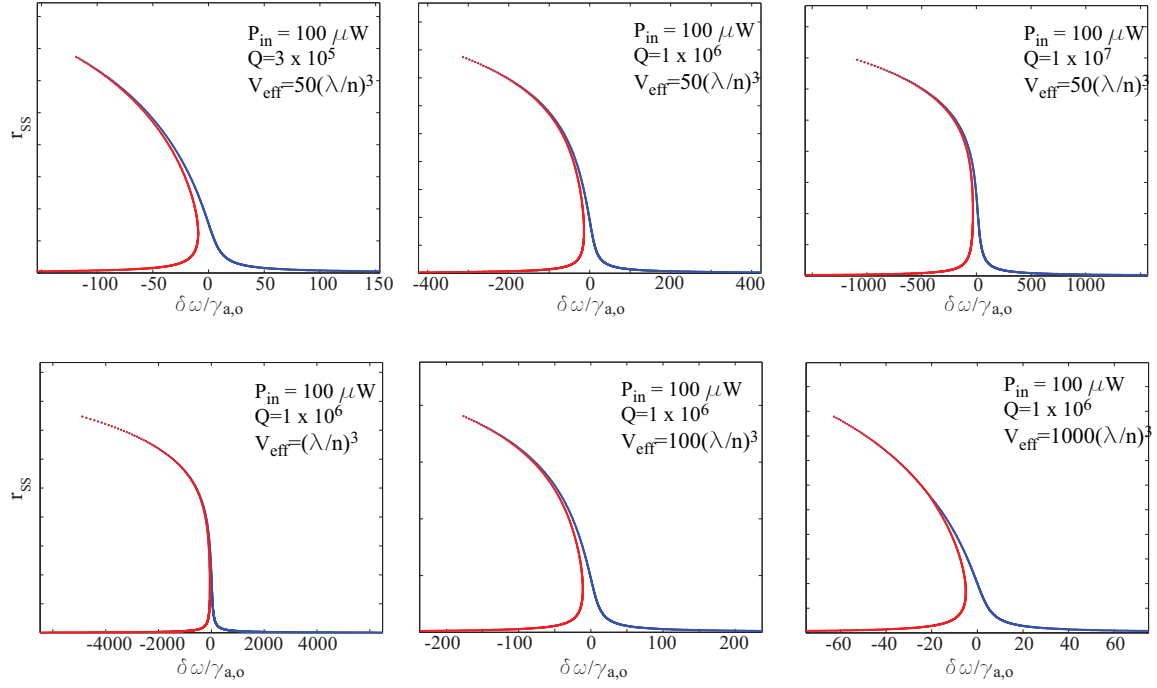 P_in = 100 μW
Q=3 x 10^5
V_eff=50(λ/n)^3
r_SS
-100 -50 0 50 100 150
δω/γ_a,o
P_in = 100 μW
Q=1 x 10^6
V_eff=50(λ/n)^3
-400 -200 0 200 400
δω/γ_a,o
P_in = 100 μW
Q=1 x 10^7
V_eff=50(λ/n)^3
-1000 -500 0 500 1000
δω/γ_a,o
P_in = 100 μW
Q=1 x 10^6
V_eff=(λ/n)^3
r_SS
-4000 -2000 0 2000 4000
δω/γ_a,o
P_in = 100 μW
Q=1 x 10^6
V_eff=100(λ/n)^3
-200 -100 0 100 200
δω/γ_a,o
P_in = 100 μW
Q=1 x 10^6
V_eff=1000(λ/n)^3
-60 -40 -20 0 20 40 60
δω/γ_a,o